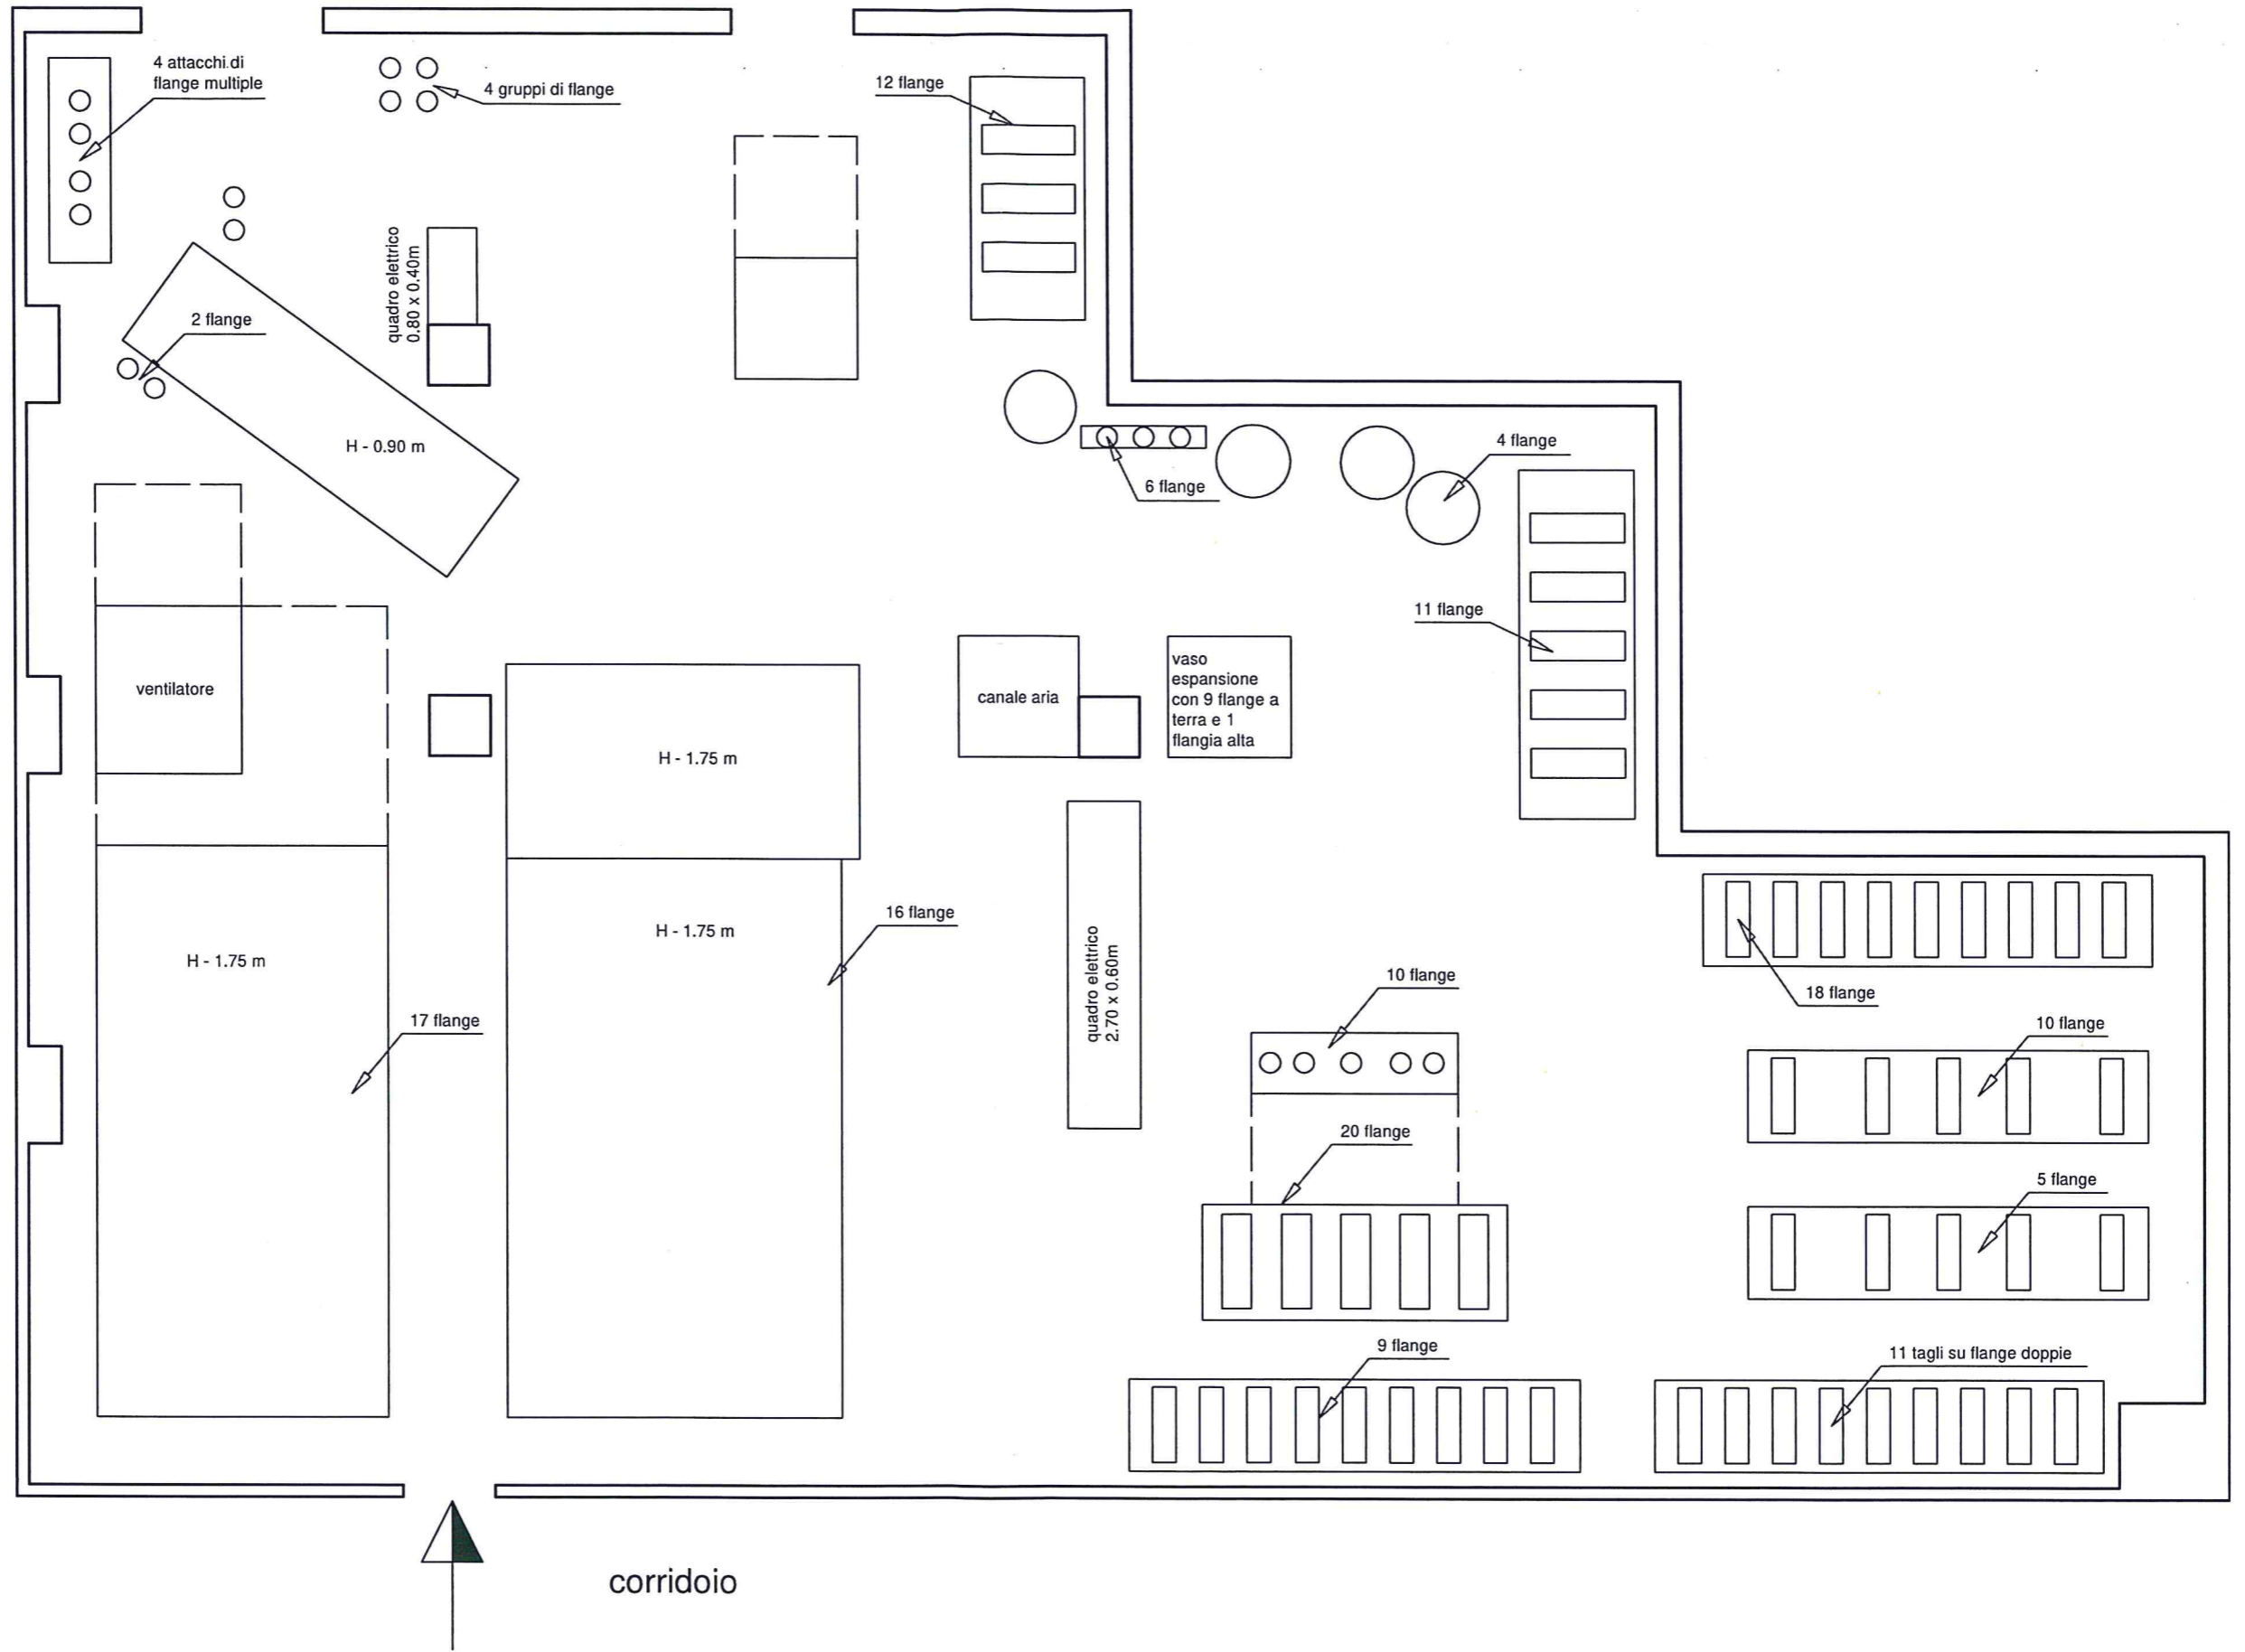 4 attacchi di
flange multiple
4 gruppi di flange
12 flange
quadro elettrico
0.80 x 0.40m
2 flange
H - 0.90 m
4 flange
6 flange
11 flange
ventilatore
canale aria
vaso
espansione
con 9 flange a
terra e 1
flangia alta
H - 1.75 m
H - 1.75 m
16 flange
H - 1.75 m
17 flange
quadro elettrico
2.70 x 0.60m
10 flange
18 flange
10 flange
20 flange
5 flange
9 flange
11 tagli su flange doppie
corridoio